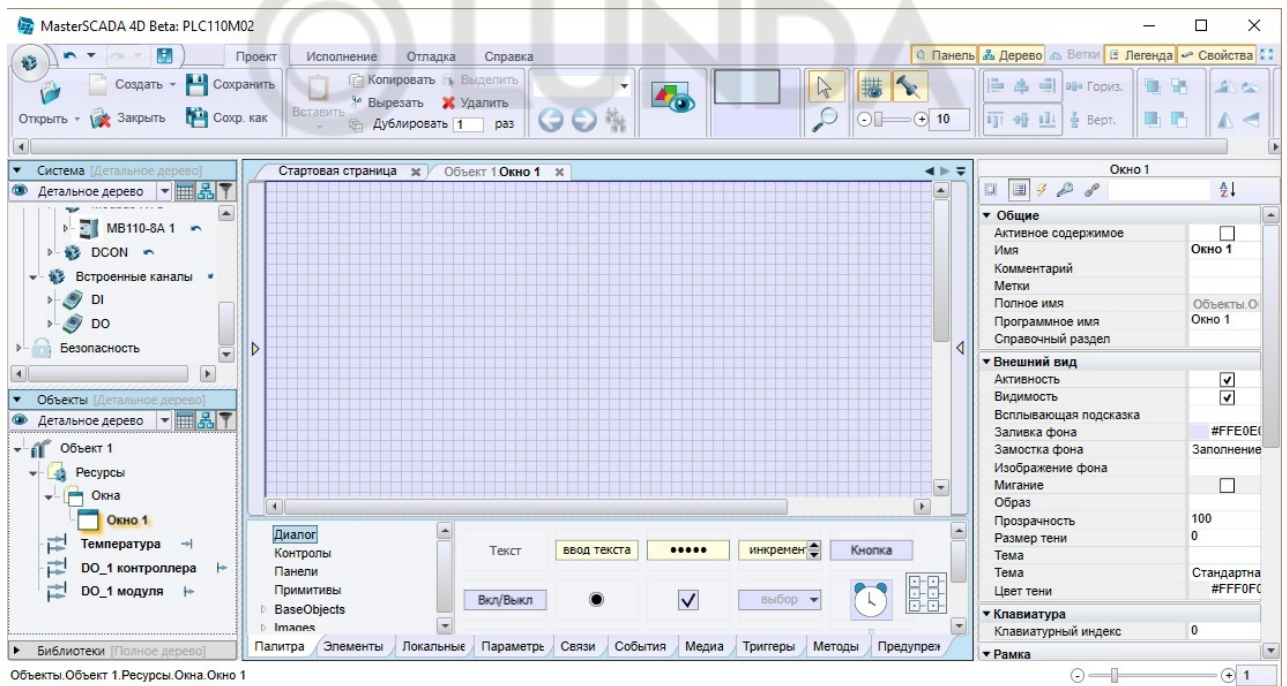 © LUNDA
MasterSCADA 4D Beta: PLC110M02
Проект Исполнение Отладка Справка
Панель Дерево Ветки Легенда Свойства
Открыть Создать Сохранить
Закрыть Сохр. как
Вставить Копировать Выделить
Вырезать Удалить
Дублировать 1 раз
10
Гориз.
Верт.
Система [Детальное дерево]
Детальное дерево
МВ110-8А 1
DCON
Встроенные каналы
DI
DO
Безопасность
Объекты [Детальное дерево]
Детальное дерево
Объект 1
Ресурсы
Окна
Окно 1
Температура
DO_1 контроллера
DO_1 модуля
Библиотеки [Полное дерево]
Стартовая страница Объект 1.Окно 1
Диалог
Контролы
Панели
Примитивы
BaseObjects
Images
Текст ввод текста ••••• инкремент Кнопка
Вкл/Выкл выбор
Палитра Элементы Локальные Параметры Связи События Медиа Триггеры Методы Предупреж
Окно 1
Общие
Активное содержимое
Имя Окно 1
Комментарий
Метки
Полное имя Объекты.О
Программное имя Окно 1
Справочный раздел
Внешний вид
Активность
Видимость
Всплывающая подсказка
Заливка фона #FFE0E0
Замостка фона Заполнение
Изображение фона
Мигание
Образ
Прозрачность 100
Размер тени 0
Тема
Тема Стандартна
Цвет тени #FFF0F0
Клавиатура
Клавиатурный индекс 0
Рамка
Объекты.Объект 1.Ресурсы.Окна.Окно 1
1